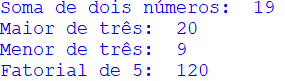 Soma de dois números:  19
Maior de três:  20
Menor de três:  9
Fatorial de 5:  120